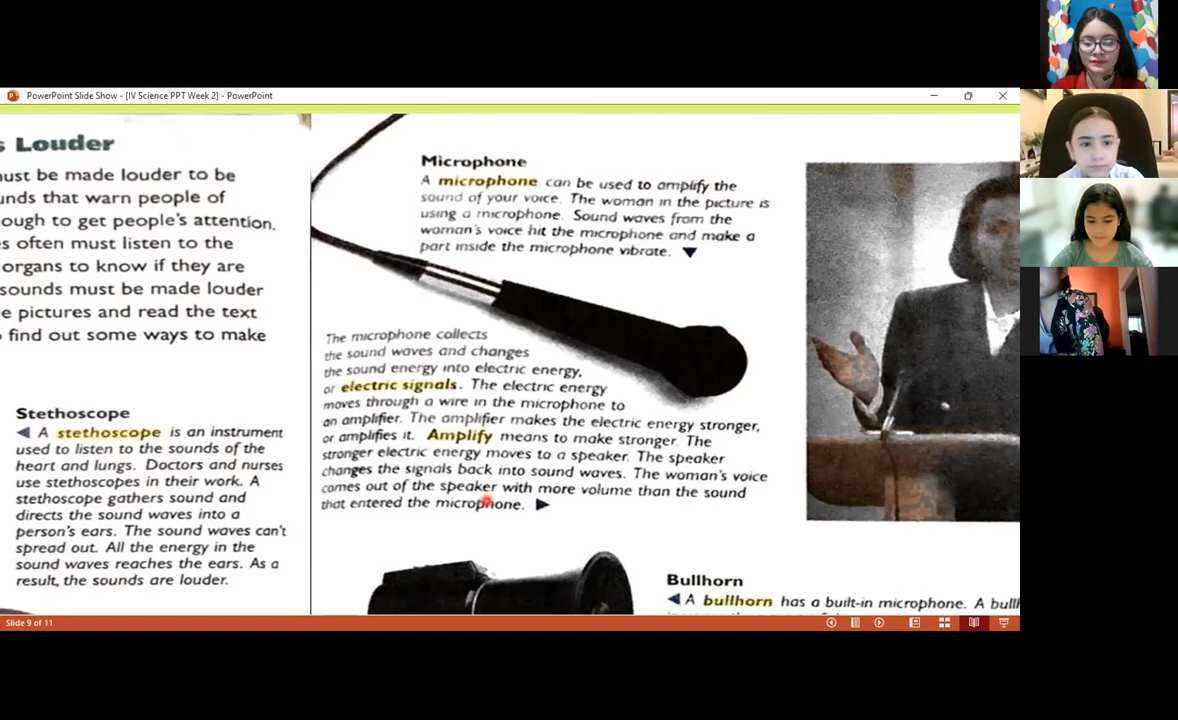 PowerPoint Slide Show - [IV Science PPT Week 2] - PowerPoint
s Louder
must be made louder to be
unds that warn people of
ough to get people's attention.
es often must listen to the
organs to know if they are
sounds must be made louder
e pictures and read the text
o find out some ways to make
Stethoscope
A stethoscope is an instrument
used to listen to the sounds of the
heart and lungs. Doctors and nurses
use stethoscopes in their work. A
stethoscope gathers sound and
directs the sound waves into a
person's ears. The sound waves can't
spread out. All the energy in the
sound waves reaches the ears. As a
result, the sounds are louder.
Microphone
A microphone can be used to amplify the
sound of your voice. The woman in the picture is
using a microphone. Sound waves from the
woman's voice hit the microphone and make a
part inside the microphone vibrate.
The microphone collects
the sound waves and changes
the sound energy into electric energy,
or electric signals. The electric energy
moves through a wire in the microphone to
an amplifier. The amplifier makes the electric energy stronger,
or amplifies it. Amplify means to make stronger. The
stronger electric energy moves to a speaker. The speaker
changes the signals back into sound waves. The woman's voice
comes out of the speaker with more volume than the sound
that entered the microphone.
Bullhorn
A bullhorn has a built-in microphone. A bull
Slide 9 of 11